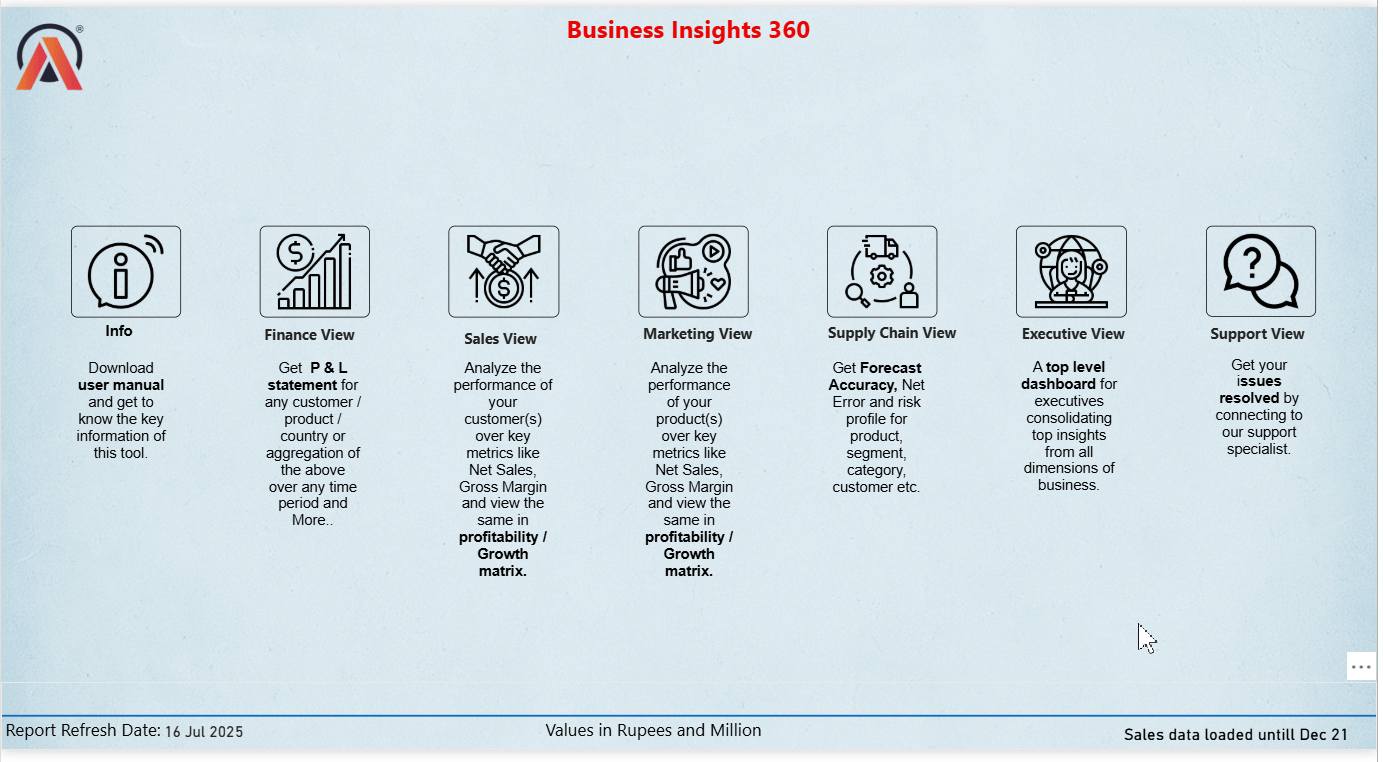 ®
Business Insights 360
Info
Download
user manual
and get to
know the key
information of
this tool.
Finance View
Get P & L
statement for
any customer /
product /
country or
aggregation of
the above
over any time
period and
More..
Sales View
Analyze the
performance of
your
customer(s)
over key
metrics like
Net Sales,
Gross Margin
and view the
same in
profitability /
Growth
matrix.
Marketing View
Analyze the
performance
of your
product(s)
over key
metrics like
Net Sales,
Gross Margin
and view the
same in
profitability /
Growth
matrix.
Supply Chain View
Get Forecast
Accuracy, Net
Error and risk
profile for
product,
segment,
category,
customer etc.
Executive View
A top level
dashboard for
executives
consolidating
top insights
from all
dimensions of
business.
Support View
Get your
issues
resolved by
connecting to
our support
specialist.
Report Refresh Date: 16 Jul 2025
Values in Rupees and Million
Sales data loaded untill Dec 21